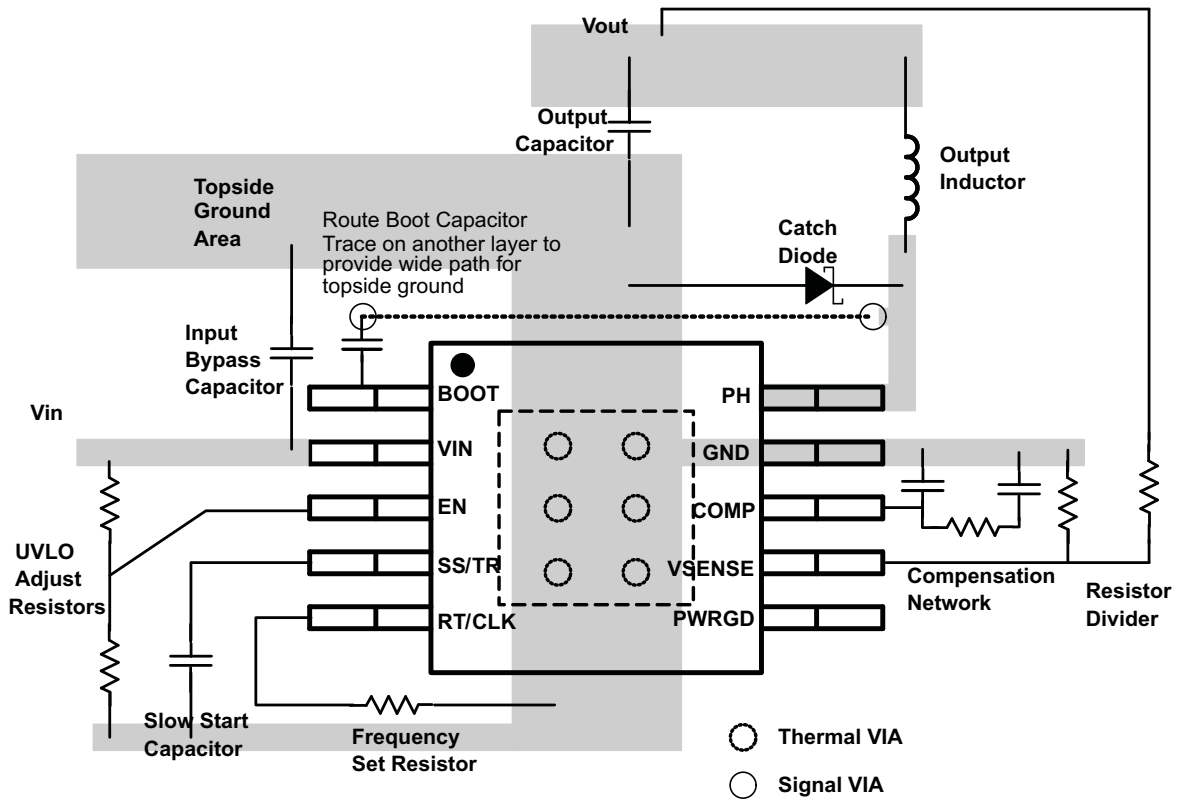 Vout
Output
Capacitor
Output
Inductor
Topside
Ground
Area
Route Boot Capacitor
Trace on another layer to
provide wide path for
topside ground
Catch
Diode
Input
Bypass
Capacitor
Vin
BOOT
VIN
EN
SS/TR
RT/CLK
PH
GND
COMP
VSENSE
PWRGD
UVLO
Adjust
Resistors
Compensation
Network
Resistor
Divider
Slow Start
Capacitor
Frequency
Set Resistor
Thermal VIA
Signal VIA